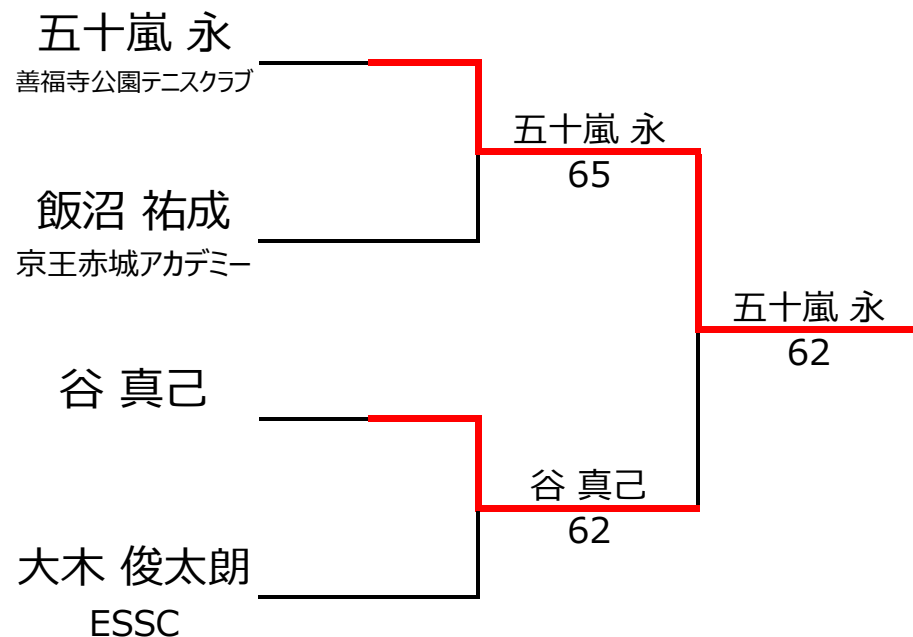 五十嵐 永
善福寺公園テニスクラブ
五十嵐 永
65
飯沼 祐成
京王赤城アカデミー
五十嵐 永
62
谷 真己
谷 真己
62
大木 俊太朗
ESSC